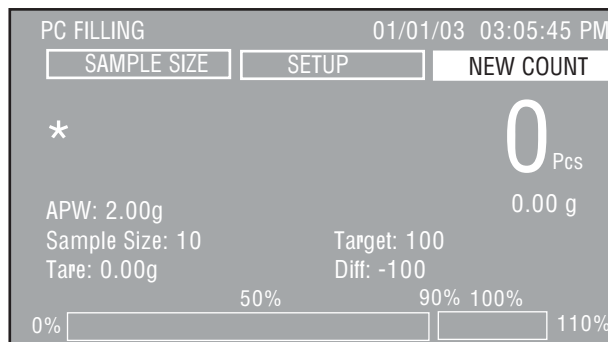 PC FILLING 01/01/03 03:05:45 PM
SAMPLE SIZE SETUP NEW COUNT
* 0 Pcs
0.00 g
APW: 2.00g
Sample Size: 10 Target: 100
Tare: 0.00g Diff: -100
50% 90% 100%
0% 110%